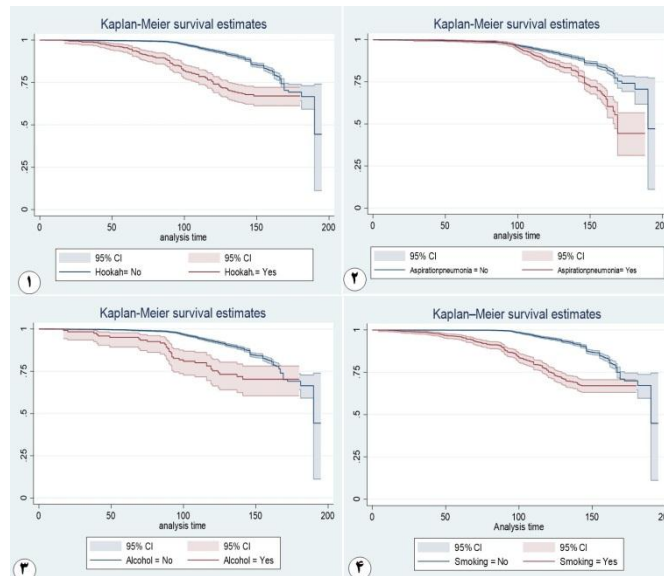 Kaplan-Meier survival estimates
1
.75
.5
.25
0
0 50 100 150 200
analysis time
95% CI 95% CI
Hookah= No Hookah.= Yes
۱
Kaplan-Meier survival estimates
1
.75
.5
.25
0
0 50 100 150 200
analysis time
95% CI 95% CI
Aspirationpneumonia = No Aspirationpneumonia= Yes
۲
Kaplan-Meier survival estimates
1
.75
.5
.25
0
0 50 100 150 200
analysis time
95% CI 95% CI
Alcohol = No Alcohol = Yes
۳
Kaplan–Meier survival estimates
1
.75
.5
.25
0
0 50 100 150 200
Analysis time
95% CI 95% CI
Smoking = No Smoking = Yes
۴